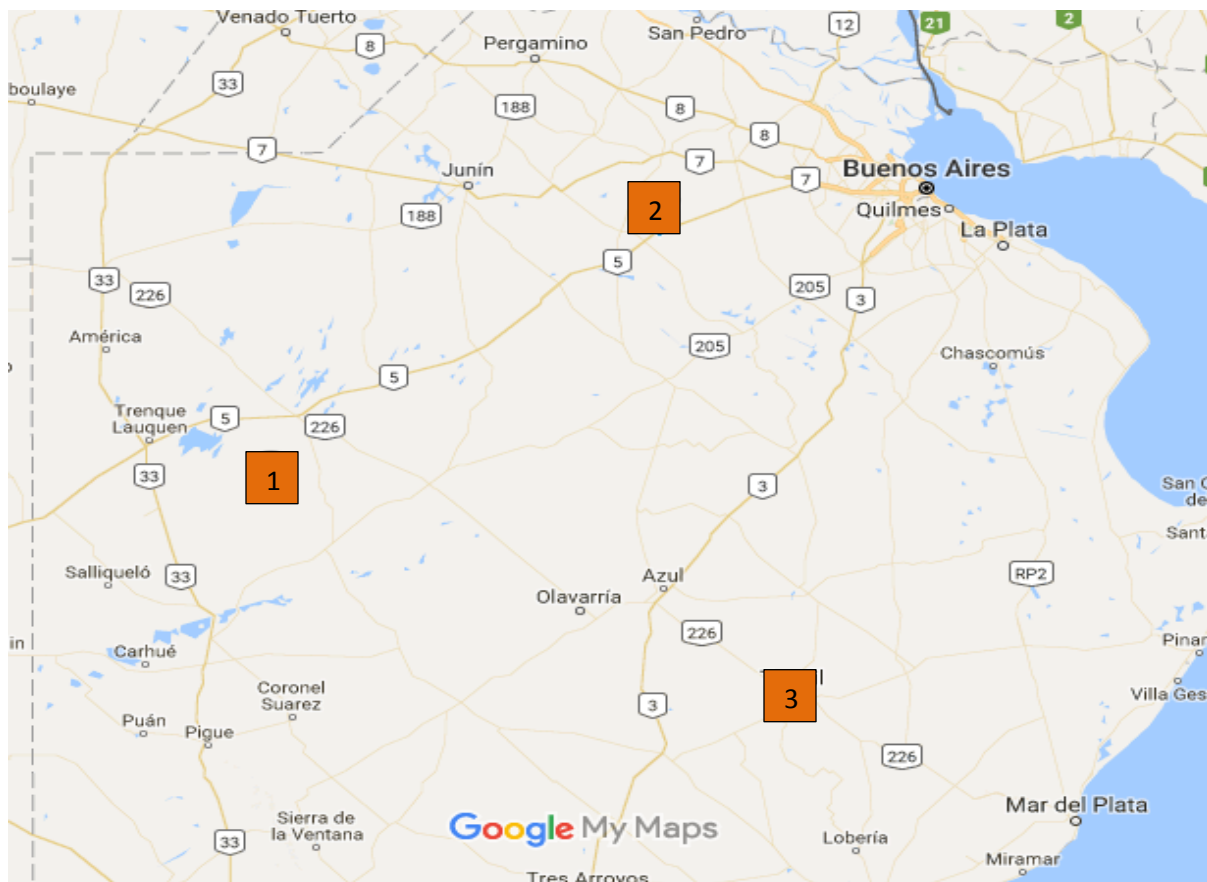 Venado Tuerto
8
Pergamino
San Pedro
12
21
2
boulaye
33
188
8
8
7
7
7
Junín
188
2
Buenos Aires
Quilmes
La Plata
5
205
3
33
226
América
205
Chascomús
5
Trenque
Lauquen
5
226
33
1
3
San C
de
Sant
Salliqueló
33
Azul
Olavarría
RP2
226
in
Carhué
Pinar
3
Coronel
Suarez
3
Villa Ges
Puán
Pigue
226
Mar del Plata
Sierra de
la Ventana
Google My Maps
33
Lobería
Miramar
Tres Arroyos